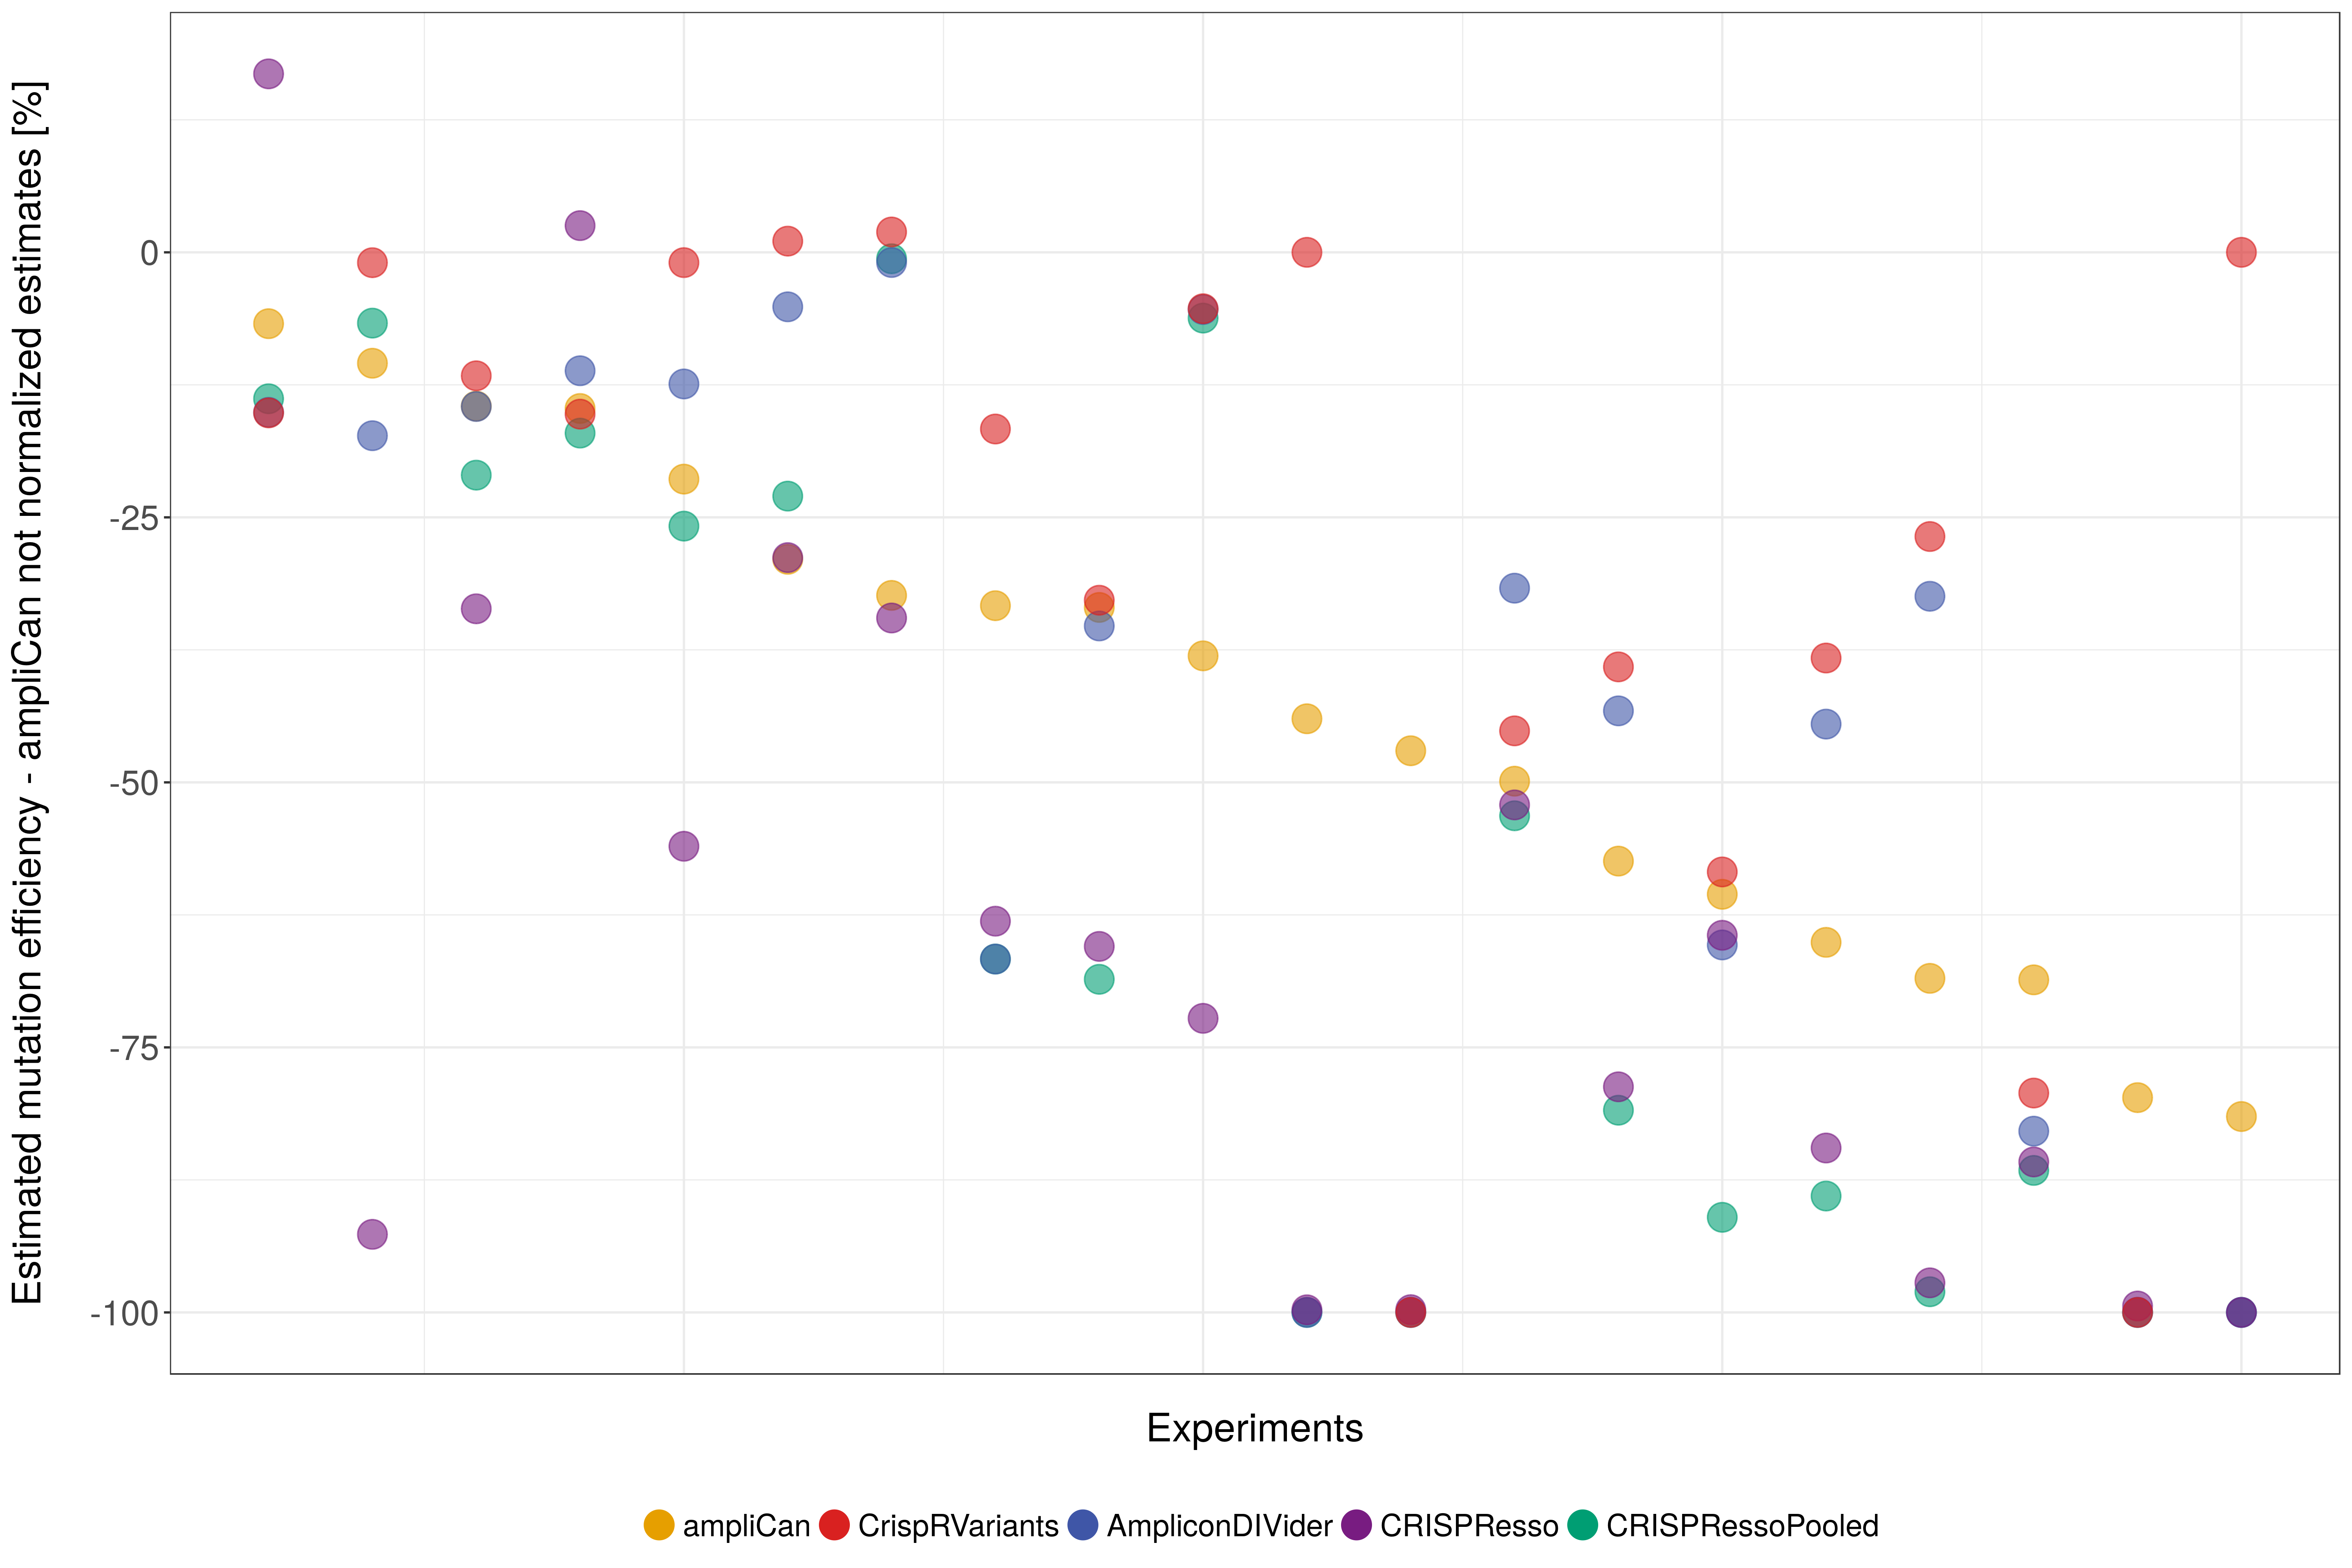 Estimated mutation efficiency - ampliCan not normalized estimates [%]
0
-25
-50
-75
-100
Experiments
ampliCan CrispRVariants AmpliconDIVider CRISPResso CRISPRessoPooled